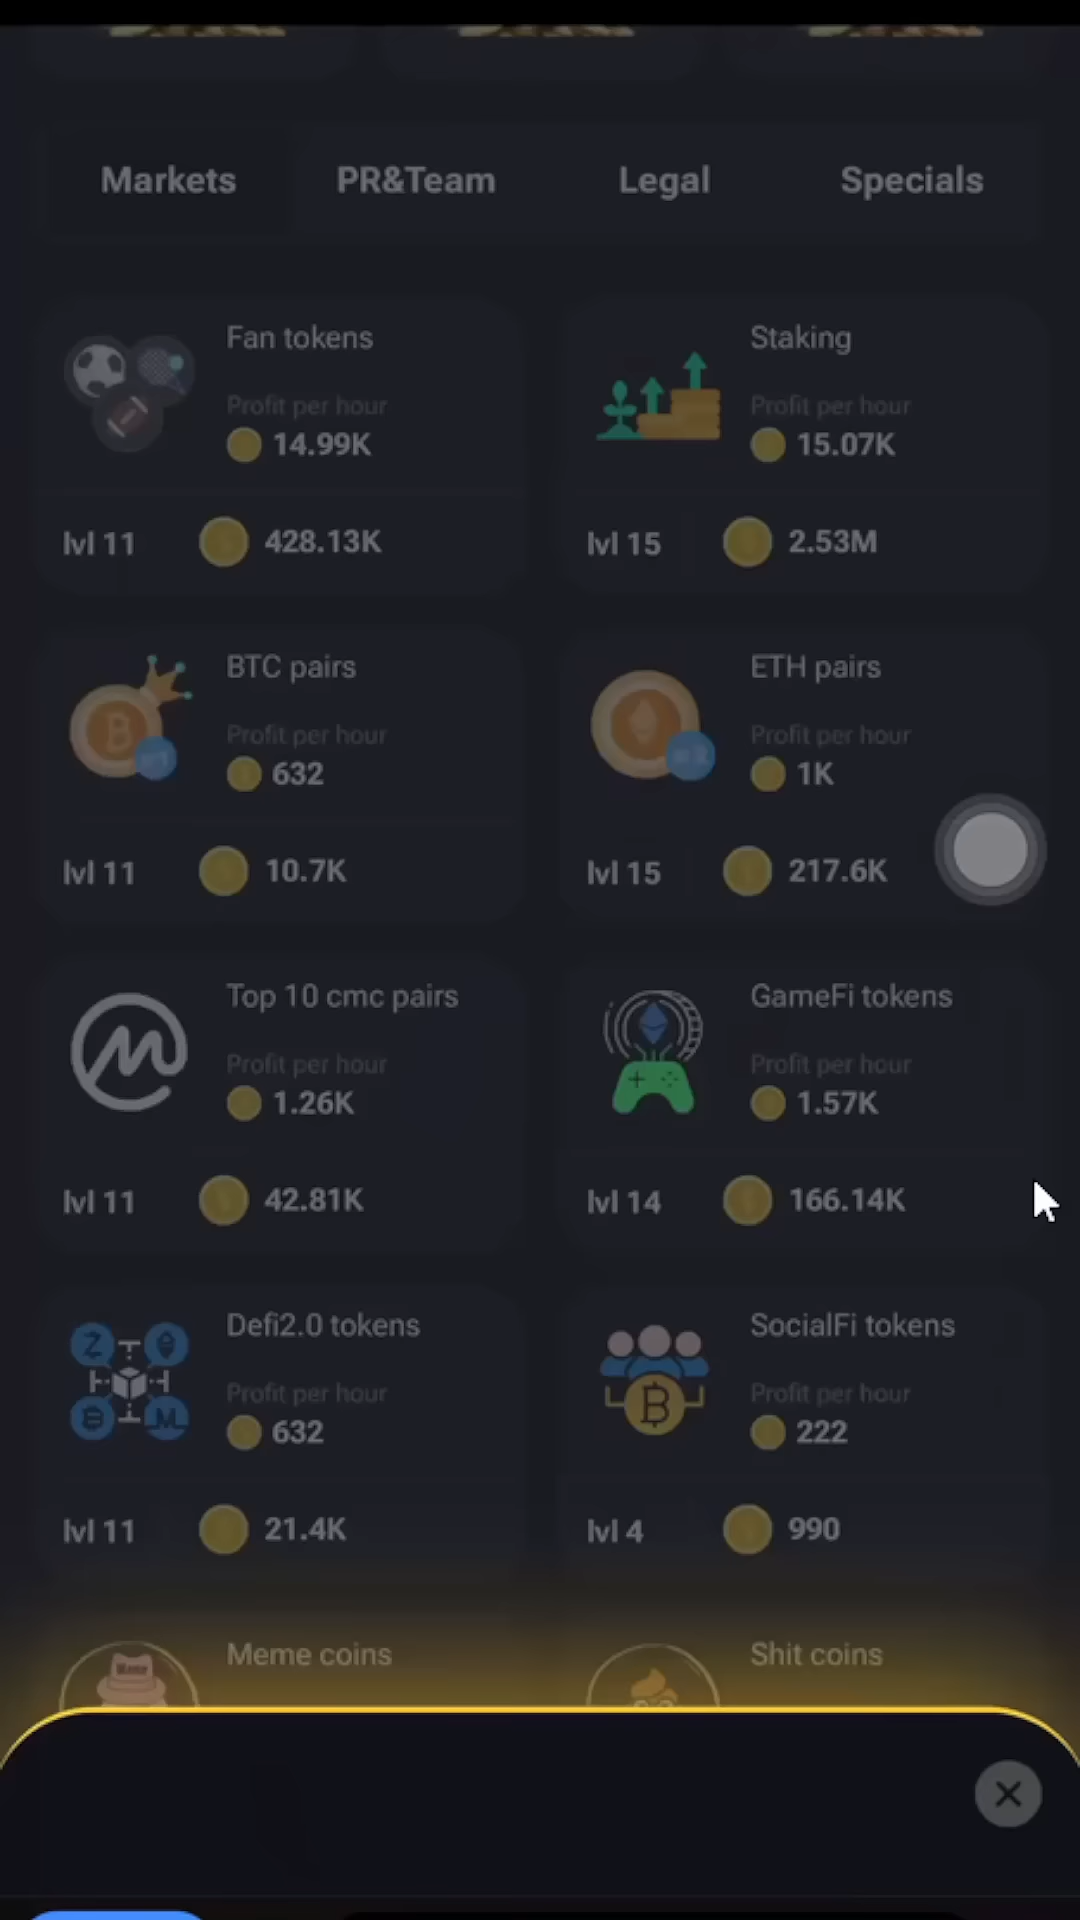 Markets PR&Team Legal Specials
Fan tokens
Profit per hour
14.99K
lvl 11 428.13K
Staking
Profit per hour
15.07K
lvl 15 2.53M
BTC pairs
Profit per hour
632
lvl 11 10.7K
ETH pairs
Profit per hour
1K
lvl 15 217.6K
Top 10 cmc pairs
Profit per hour
1.26K
lvl 11 42.81K
GameFi tokens
Profit per hour
1.57K
lvl 14 166.14K
Defi2.0 tokens
Profit per hour
632
lvl 11 21.4K
SocialFi tokens
Profit per hour
222
lvl 4 990
Meme coins
Shit coins